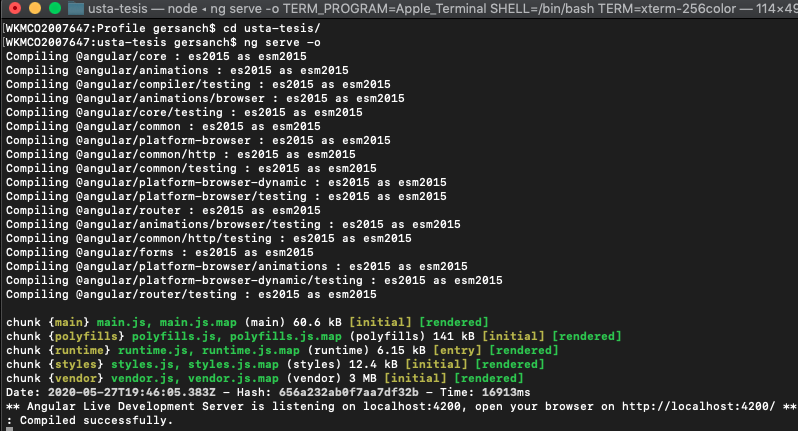 usta-tesis — node ◂ ng serve -o TERM_PROGRAM=Apple_Terminal SHELL=/bin/bash TERM=xterm-256color — 114×49
[WKMCO2007647:Profile gersanch$ cd usta-tesis/
[WKMCO2007647:usta-tesis gersanch$ ng serve -o
Compiling @angular/core : es2015 as esm2015
Compiling @angular/animations : es2015 as esm2015
Compiling @angular/compiler/testing : es2015 as esm2015
Compiling @angular/animations/browser : es2015 as esm2015
Compiling @angular/core/testing : es2015 as esm2015
Compiling @angular/common : es2015 as esm2015
Compiling @angular/platform-browser : es2015 as esm2015
Compiling @angular/common/http : es2015 as esm2015
Compiling @angular/common/testing : es2015 as esm2015
Compiling @angular/platform-browser-dynamic : es2015 as esm2015
Compiling @angular/platform-browser/testing : es2015 as esm2015
Compiling @angular/router : es2015 as esm2015
Compiling @angular/animations/browser/testing : es2015 as esm2015
Compiling @angular/common/http/testing : es2015 as esm2015
Compiling @angular/forms : es2015 as esm2015
Compiling @angular/platform-browser/animations : es2015 as esm2015
Compiling @angular/platform-browser-dynamic/testing : es2015 as esm2015
Compiling @angular/router/testing : es2015 as esm2015
chunk {main} main.js, main.js.map (main) 60.6 kB [initial] [rendered]
chunk {polyfills} polyfills.js, polyfills.js.map (polyfills) 141 kB [initial] [rendered]
chunk {runtime} runtime.js, runtime.js.map (runtime) 6.15 kB [entry] [rendered]
chunk {styles} styles.js, styles.js.map (styles) 12.4 kB [initial] [rendered]
chunk {vendor} vendor.js, vendor.js.map (vendor) 3 MB [initial] [rendered]
Date: 2020-05-27T19:46:05.383Z - Hash: 656a232ab0f7aa7df32b - Time: 16913ms
** Angular Live Development Server is listening on localhost:4200, open your browser on http://localhost:4200/ **
: Compiled successfully.